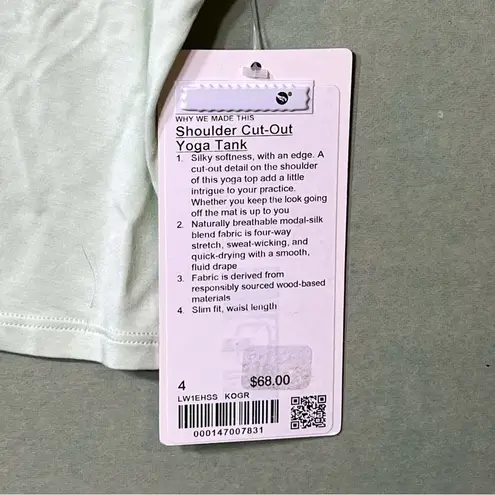 WHY WE MADE THIS
Shoulder Cut-Out
Yoga Tank
1. Silky softness, with an edge. A
cut-out detail on the shoulder
of this yoga top add a little
intrigue to your practice.
Whether you keep the look going
off the mat is up to you
2. Naturally breathable modal-silk
blend fabric is four-way
stretch, sweat-wicking, and
quick-drying with a smooth,
fluid drape
3. Fabric is derived from
responsibly sourced wood-based
materials
4. Slim fit, waist length
4
$68.00
LW1EHSS KOGR
000147007831